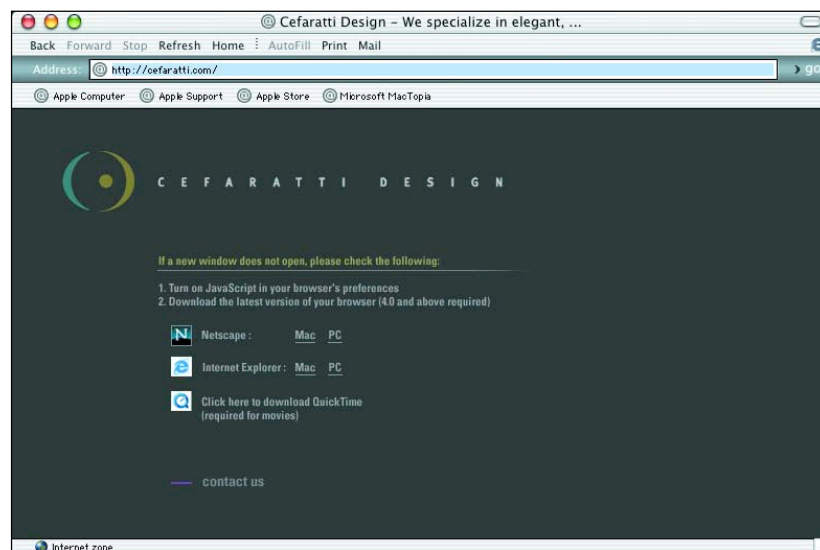 Cefaratti Design – We specialize in elegant, ...
Back Forward Stop Refresh Home AutoFill Print Mail
Address: http://cefaratti.com/ go
Apple Computer Apple Support Apple Store Microsoft MacTopia
CEFARATTI DESIGN
If a new window does not open, please check the following:
1. Turn on JavaScript in your browser's preferences
2. Download the latest version of your browser (4.0 and above required)
N Netscape : Mac PC
Internet Explorer : Mac PC
Click here to download QuickTime
(required for movies)
contact us
Internet zone